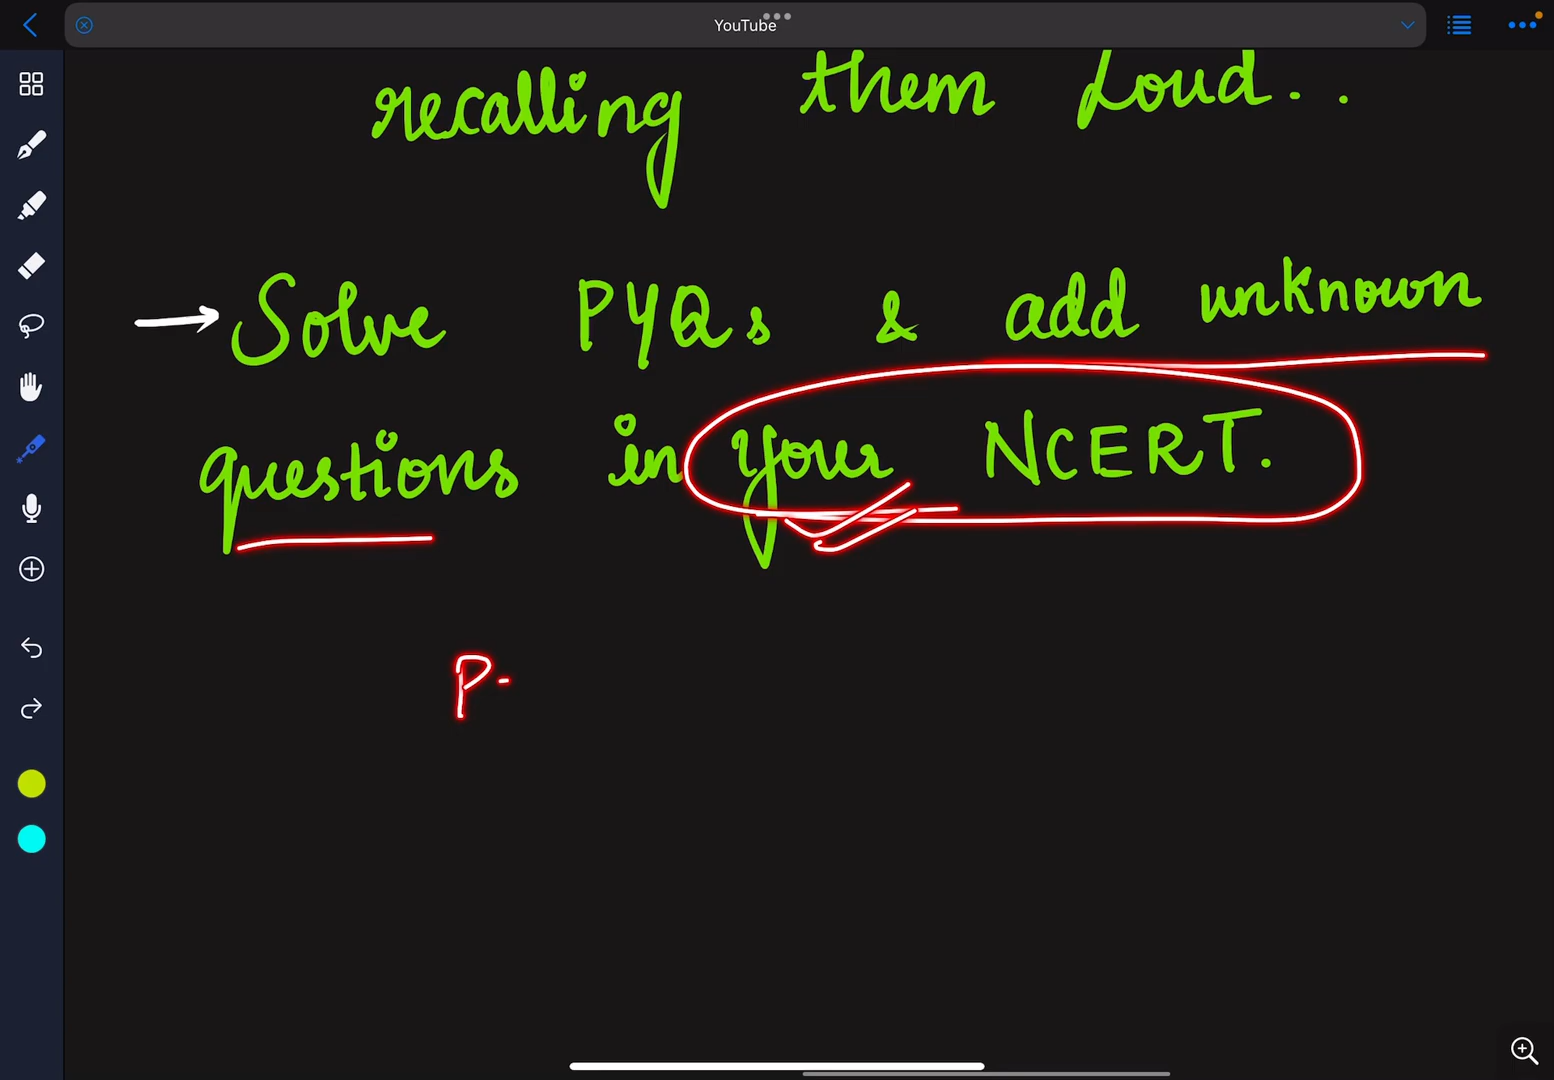 YouTube
recalling them Loud..
→ Solve PYQs & add unknown
questions in your NCERT.
P-